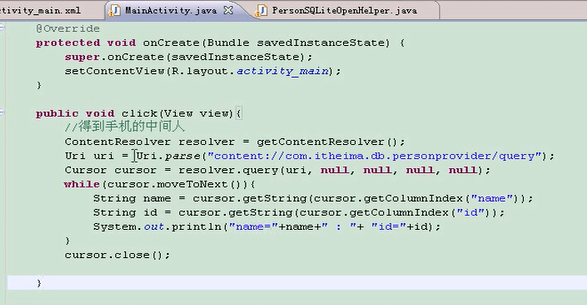 ctivity_main.xml MainActivity.java PersonSQLiteOpenHelper.java
@Override
protected void onCreate(Bundle savedInstanceState) {
super.onCreate(savedInstanceState);
setContentView(R.layout.activity_main);
}
public void click(View view){
//得到手机的中间人
ContentResolver resolver = getContentResolver();
Uri uri = Uri.parse("content://com.itheima.db.personprovider/query");
Cursor cursor = resolver.query(uri, null, null, null, null);
while(cursor.moveToNext()){
String name = cursor.getString(cursor.getColumnIndex("name"));
String id = cursor.getString(cursor.getColumnIndex("id"));
System.out.println("name="+name+" : "+ "id="+id);
}
cursor.close();
}